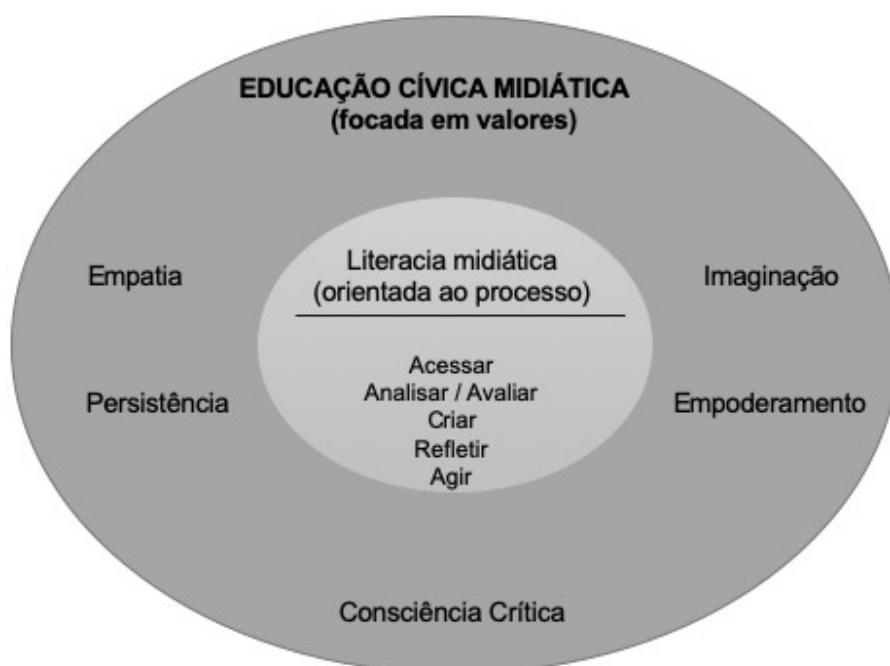 EDUCAÇÃO CÍVICA MIDIÁTICA
(focada em valores)
Empatia
Literacia midiática
(orientada ao processo)
Imaginação
Persistência
Acessar
Analisar / Avaliar
Criar
Refletir
Agir
Empoderamento
Consciência Crítica